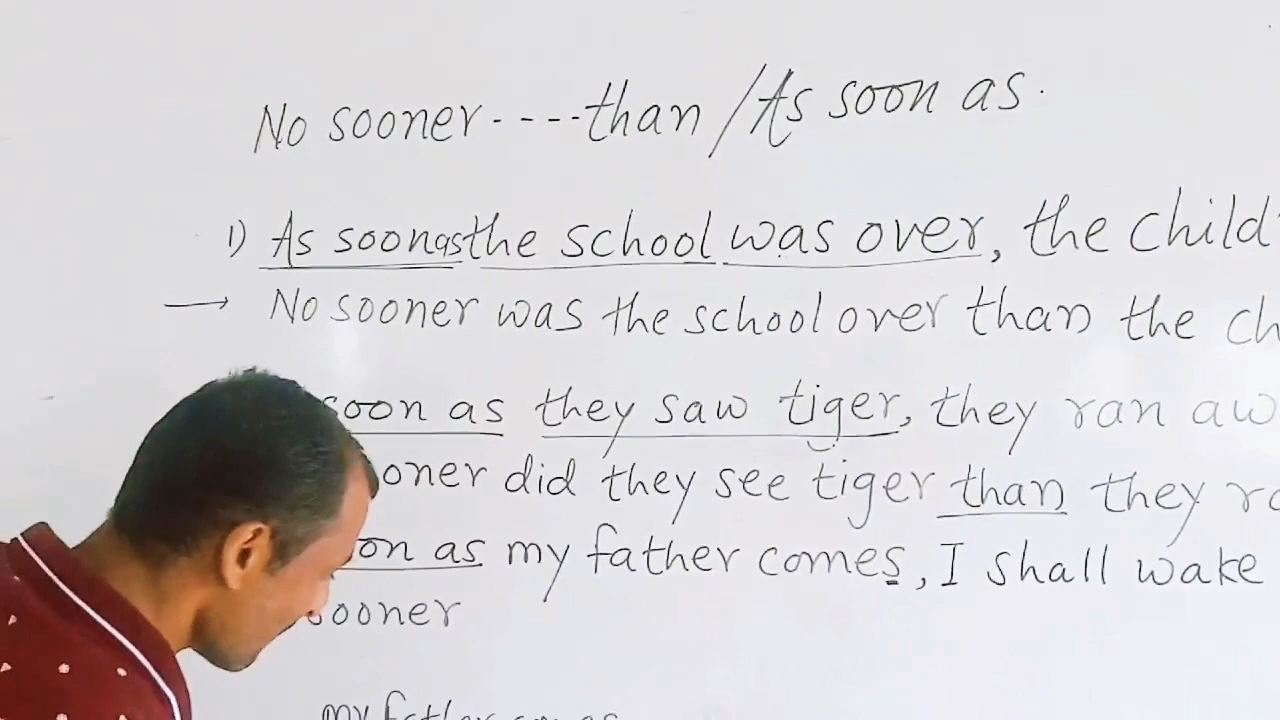 No sooner ----than /As soon as.
1) As soon as the school was over, the child
→ No sooner was the school over than the ch
soon as they saw tiger, they ran aw
ooner did they see tiger than they ra
on as my father comes, I shall wake
sooner
my father comes